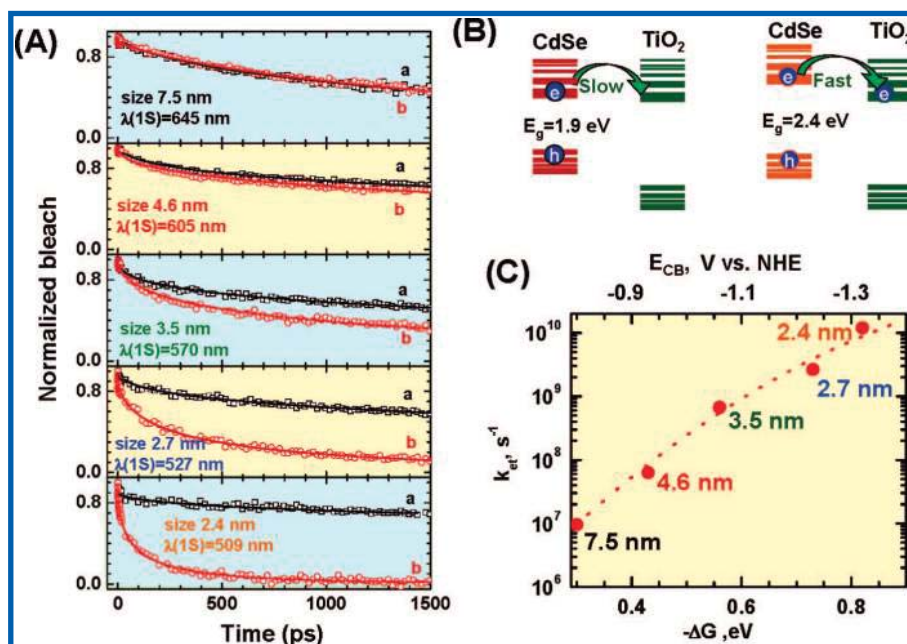 (A)
Normalized bleach
0.8
0.0
a
b
size 7.5 nm
λ(1S)=645 nm
0.8
0.0
a
b
size 4.6 nm
λ(1S)=605 nm
0.8
0.0
a
b
size 3.5 nm
λ(1S)=570 nm
0.8
0.0
a
b
size 2.7 nm
λ(1S)=527 nm
0.8
0.0
a
b
size 2.4 nm
λ(1S)=509 nm
0 500 1000 1500
Time (ps)
(B)
CdSe TiO₂
e
Slow
E_g=1.9 eV
h
CdSe TiO₂
e
Fast
e
E_g=2.4 eV
h
(C)
E_CB, V vs. NHE
-0.9 -1.1 -1.3
k_et, s⁻¹
10¹⁰
10⁹
10⁸
10⁷
10⁶
2.4 nm
2.7 nm
3.5 nm
4.6 nm
7.5 nm
0.4 0.6 0.8
-ΔG ,eV